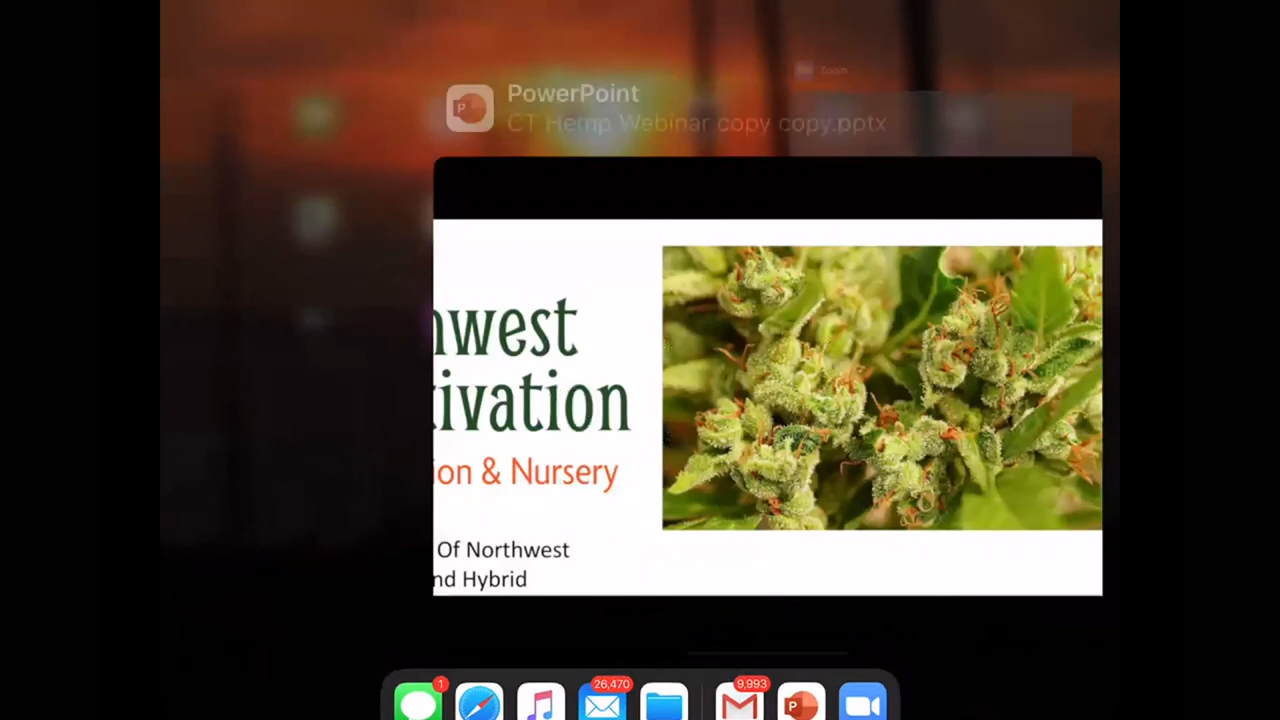 Zoom
PowerPoint
CT Hemp Webinar copy copy.pptx
nwest
ivation
ion & Nursery
Of Northwest
nd Hybrid
1
26,470
9,993
P
P